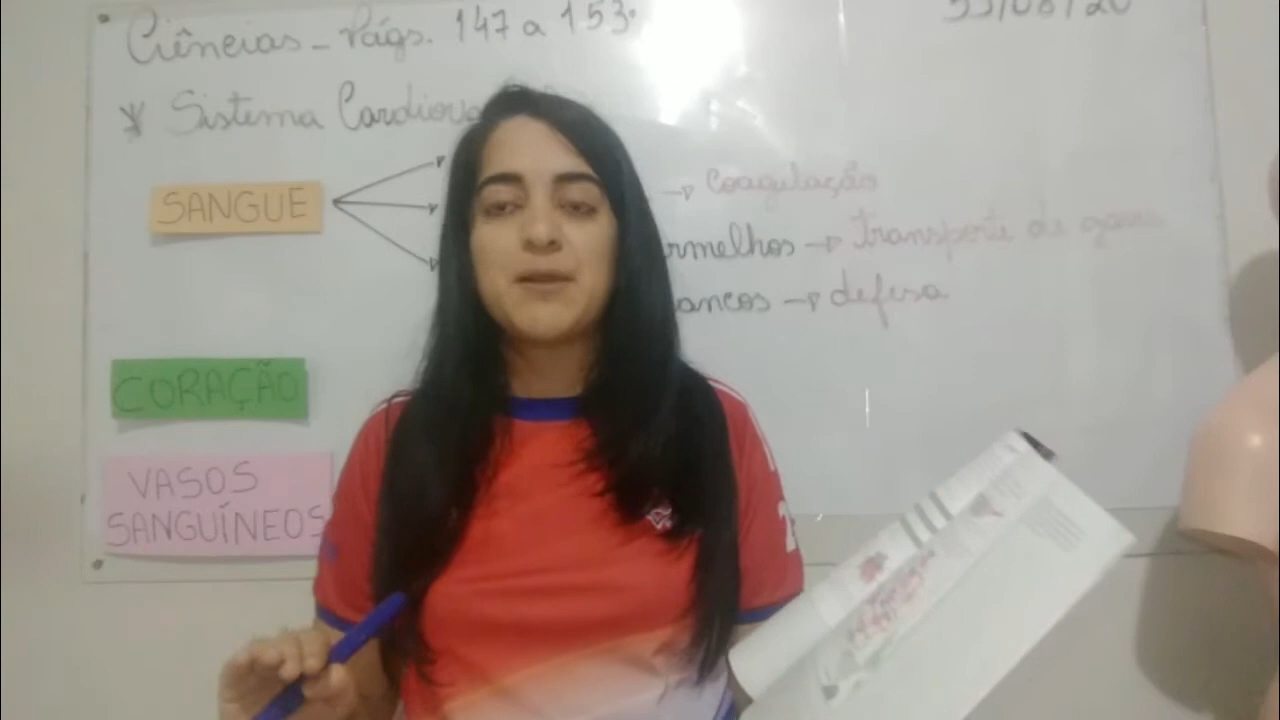 Ciências - Págs. 147 a 153.
* Sistema Cardiova
SANGUE
→ Coagulação
rmelhos → Transporte de gases
ancos → defesa
CORAÇÃO
VASOS
SANGUÍNEOS